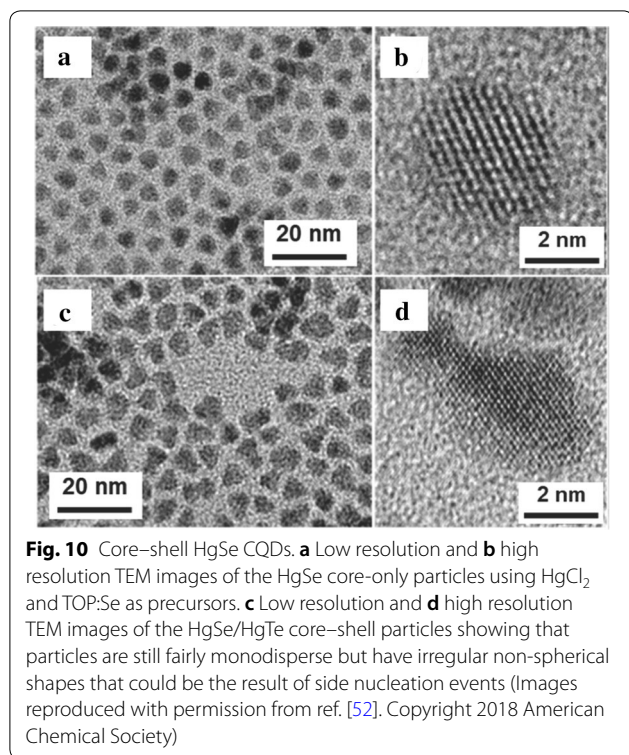 a
b
20 nm
2 nm
c
d
20 nm
2 nm
Fig. 10 Core–shell HgSe CQDs. a Low resolution and b high
resolution TEM images of the HgSe core-only particles using HgCl₂
and TOP:Se as precursors. c Low resolution and d high resolution
TEM images of the HgSe/HgTe core–shell particles showing that
particles are still fairly monodisperse but have irregular non-spherical
shapes that could be the result of side nucleation events (Images
reproduced with permission from ref. [52]. Copyright 2018 American
Chemical Society)